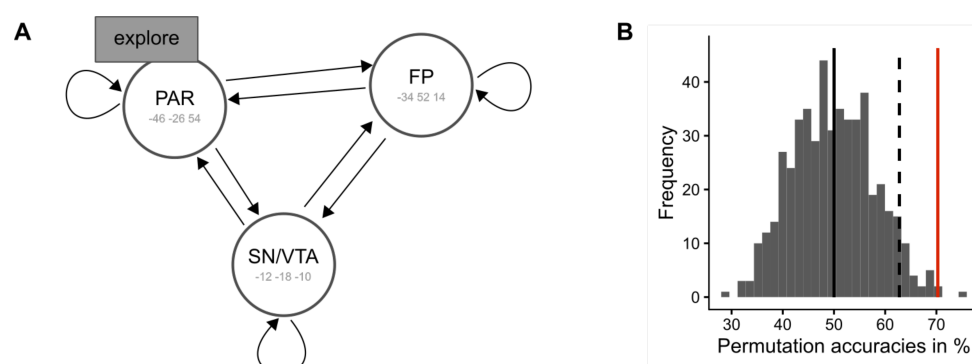 A
explore
PAR
-46 -26 54
FP
-34 52 14
SN/VTA
-12 -18 -10
B
Frequency
40
30
20
10
0
30 40 50 60 70
Permutation accuracies in %